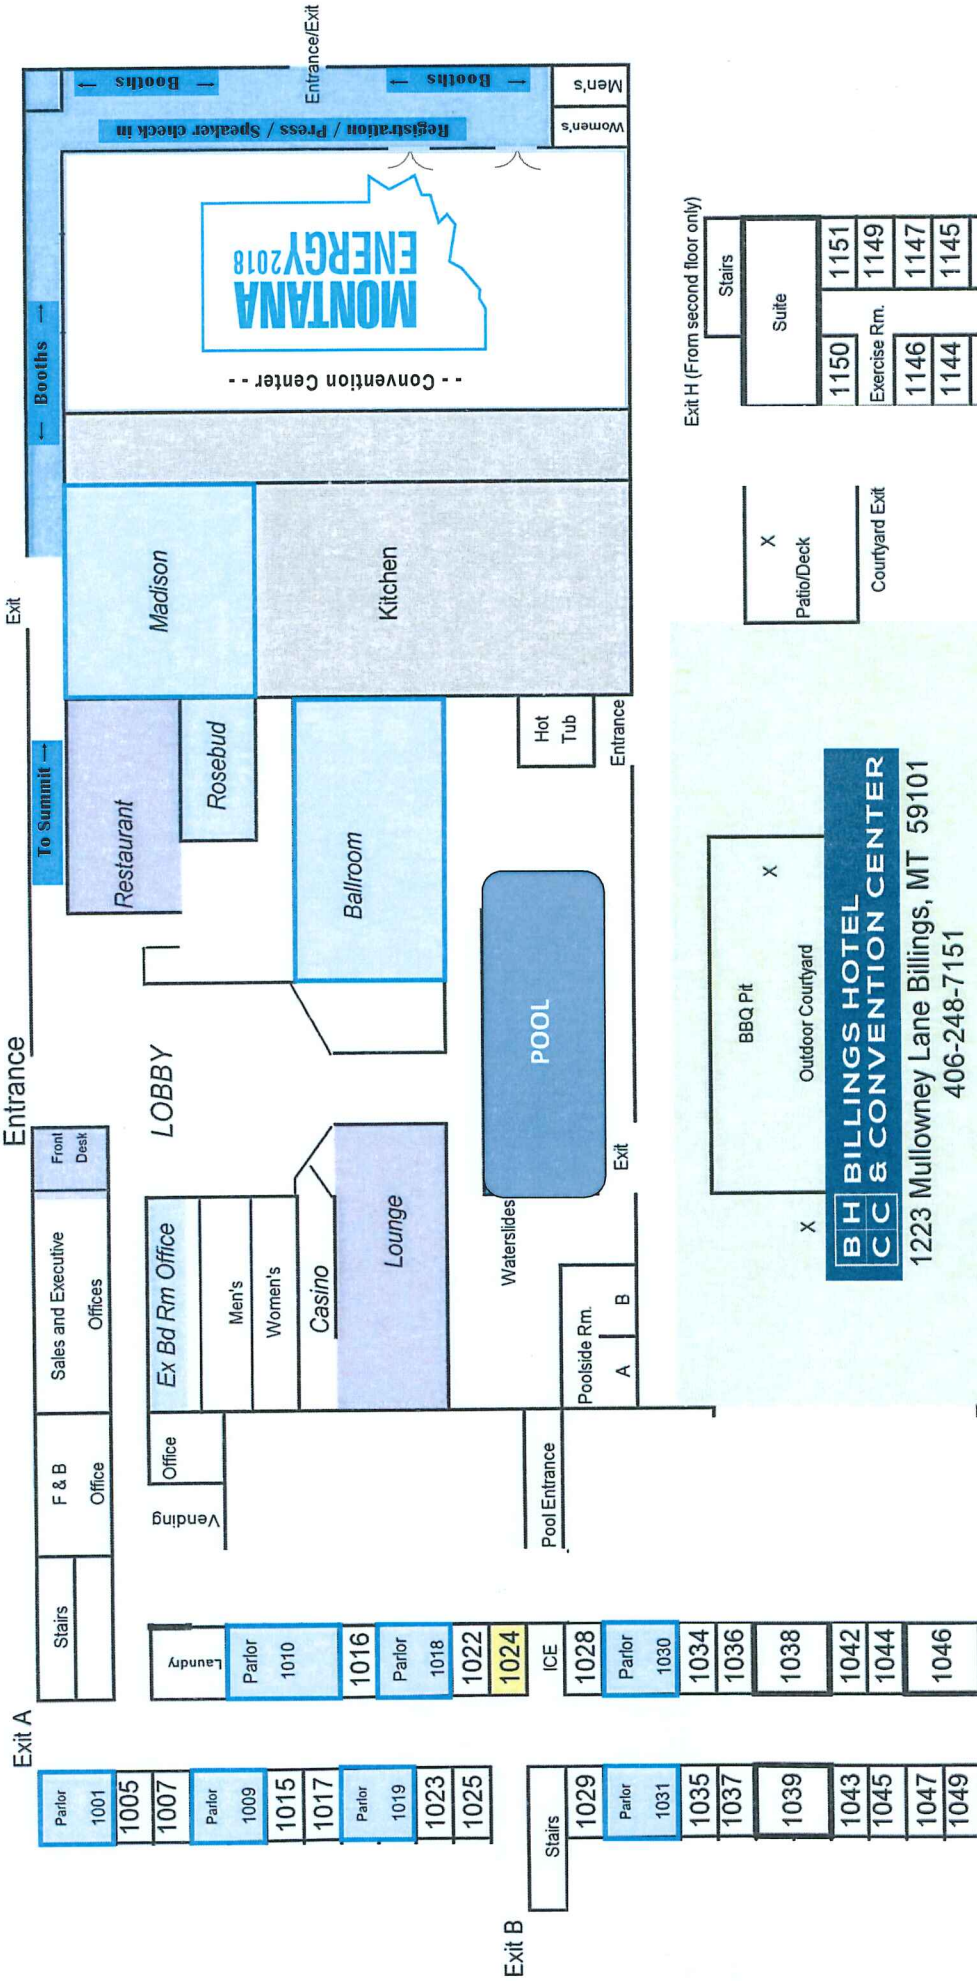 Entrance
Exit
To Summit →
← Booths →
Front
Desk
Sales and Executive
Offices
F & B
Office
Stairs
Exit A
LOBBY
Restaurant
Rosebud
Madison
Kitchen
Ballroom
Hot
Tub
Entrance
POOL
Waterslides
Exit
Ex Bd Rm Office
Men's
Women's
Casino
Lounge
Poolside Rm.
A B
Office
Vending
Pool Entrance
-- Convention Center --
MONTANA
ENERGY2018
Registration / Press / Speaker check in
← Booths →
← Booths →
Entrance/Exit
Women's
Men's
Laundry
Parlor
1010
1016
Parlor
1018
1022
1024
ICE
1028
Parlor
1030
1034
1036
1038
1042
1044
1046
Parlor
1001
1005
1007
Parlor
1009
1015
1017
Parlor
1019
1023
1025
Stairs
Exit B
1029
Parlor
1031
1035
1037
1039
1043
1045
1047
1049
BBQ Pit
X
X
Outdoor Courtyard
X
Patio/Deck
Courtyard Exit
BH BILLINGS HOTEL
CC & CONVENTION CENTER
1223 Mullowney Lane Billings, MT 59101
406-248-7151
Exit H (From second floor only)
Stairs
Suite
1150 1151
Exercise Rm. 1149
1146 1147
1144 1145